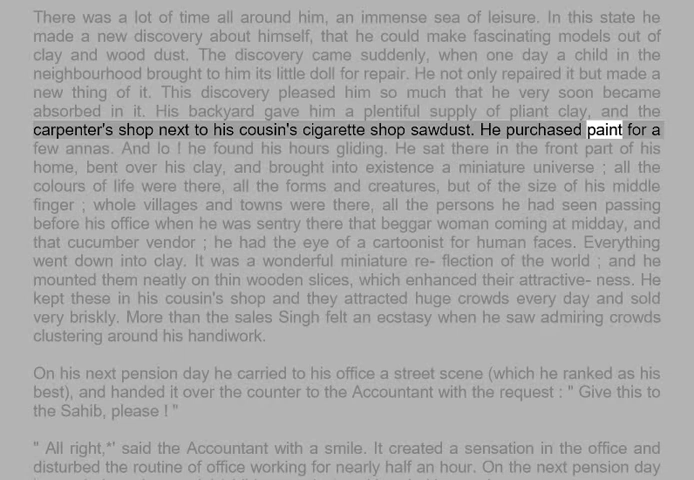 There was a lot of time all around him, an immense sea of leisure. In this state he
made a new discovery about himself, that he could make fascinating models out of
clay and wood dust. The discovery came suddenly, when one day a child in the
neighbourhood brought to him its little doll for repair. He not only repaired it but made a
new thing of it. This discovery pleased him so much that he very soon became
absorbed in it. His backyard gave him a plentiful supply of pliant clay, and the
carpenter's shop next to his cousin's cigarette shop sawdust. He purchased paint for a
few annas. And lo ! he found his hours gliding. He sat there in the front part of his
home, bent over his clay, and brought into existence a miniature universe ; all the
colours of life were there, all the forms and creatures, but of the size of his middle
finger ; whole villages and towns were there, all the persons he had seen passing
before his office when he was sentry there that beggar woman coming at midday, and
that cucumber vendor ; he had the eye of a cartoonist for human faces. Everything
went down into clay. It was a wonderful miniature re- flection of the world ; and he
mounted them neatly on thin wooden slices, which enhanced their attractive- ness. He
kept these in his cousin's shop and they attracted huge crowds every day and sold
very briskly. More than the sales Singh felt an ecstasy when he saw admiring crowds
clustering around his handiwork.
On his next pension day he carried to his office a street scene (which he ranked as his
best), and handed it over the counter to the Accountant with the request : " Give this to
the Sahib, please ! "
" All right,*' said the Accountant with a smile. It created a sensation in the office and
disturbed the routine of office working for nearly half an hour. On the next pension day